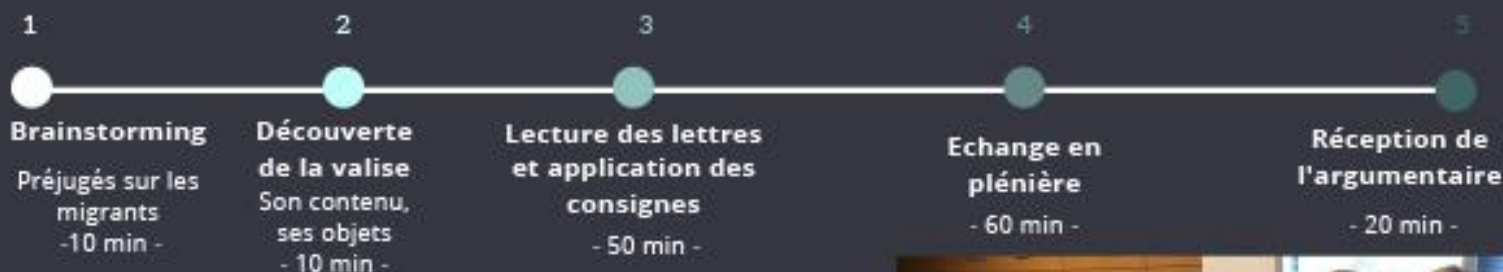 1
Brainstorming
Préjugés sur les
migrants
-10 min -
2
Découverte
de la valise
Son contenu,
ses objets
- 10 min -
3
Lecture des lettres
et application des
consignes
- 50 min -
4
Echange en
plénière
- 60 min -
5
Réception de
l'argumentaire
- 20 min -